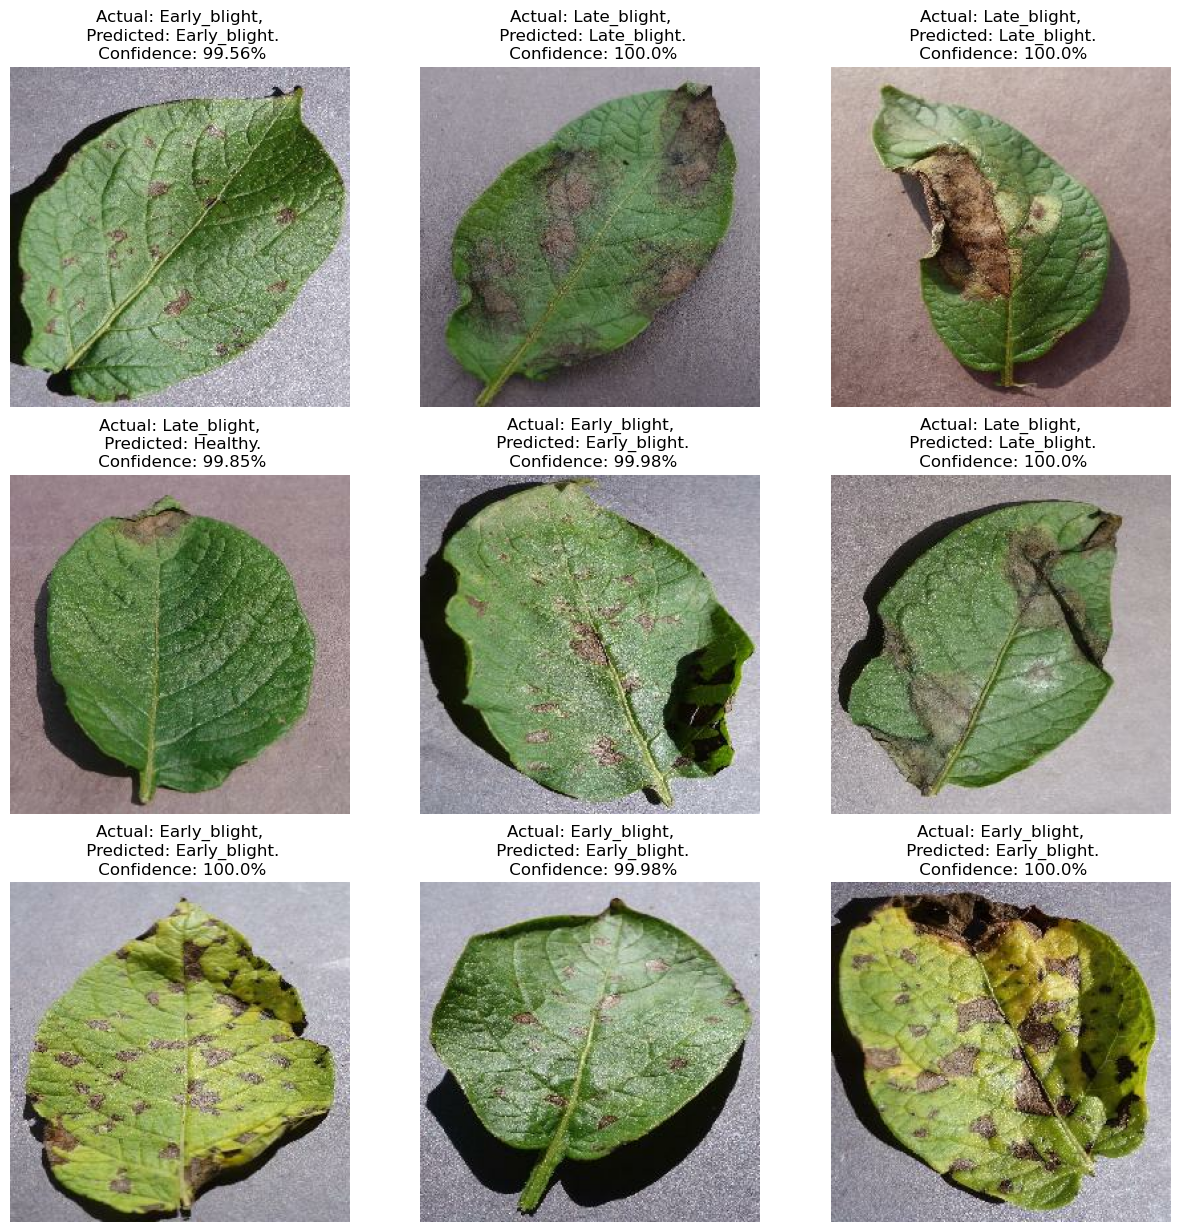 Actual: Early_blight,
Predicted: Early_blight.
Confidence: 99.56%
Actual: Late_blight,
Predicted: Late_blight.
Confidence: 100.0%
Actual: Late_blight,
Predicted: Late_blight.
Confidence: 100.0%
Actual: Late_blight,
Predicted: Healthy.
Confidence: 99.85%
Actual: Early_blight,
Predicted: Early_blight.
Confidence: 99.98%
Actual: Late_blight,
Predicted: Late_blight.
Confidence: 100.0%
Actual: Early_blight,
Predicted: Early_blight.
Confidence: 100.0%
Actual: Early_blight,
Predicted: Early_blight.
Confidence: 99.98%
Actual: Early_blight,
Predicted: Early_blight.
Confidence: 100.0%